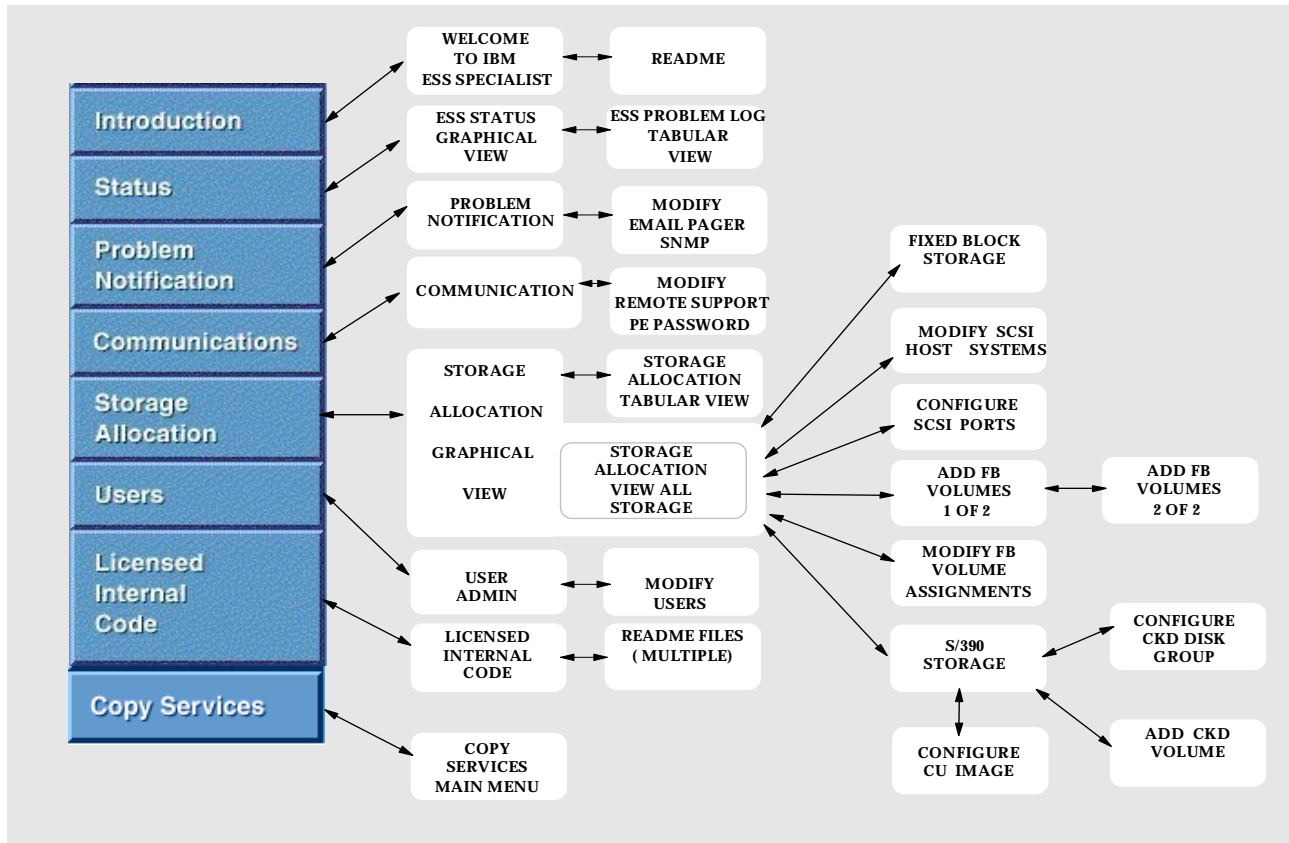 Introduction
Status
Problem
Notification
Communications
Storage
Allocation
Users
Licensed
Internal
Code
Copy Services
WELCOME
TO IBM
ESS SPECIALIST
README
ESS STATUS
GRAPHICAL
VIEW
ESS PROBLEM LOG
TABULAR
VIEW
PROBLEM
NOTIFICATION
MODIFY
EMAIL PAGER
SNMP
COMMUNICATION
MODIFY
REMOTE SUPPORT
PE PASSWORD
STORAGE
ALLOCATION
GRAPHICAL
VIEW
STORAGE
ALLOCATION
TABULAR VIEW
STORAGE
ALLOCATION
VIEW ALL
STORAGE
USER
ADMIN
MODIFY
USERS
LICENSED
INTERNAL
CODE
README FILES
( MULTIPLE)
COPY
SERVICES
MAIN MENU
FIXED BLOCK
STORAGE
MODIFY SCSI
HOST SYSTEMS
CONFIGURE
SCSI PORTS
ADD FB
VOLUMES
1 OF 2
ADD FB
VOLUMES
2 OF 2
MODIFY FB
VOLUME
ASSIGNMENTS
S/390
STORAGE
CONFIGURE
CKD DISK
GROUP
CONFIGURE
CU IMAGE
ADD CKD
VOLUME